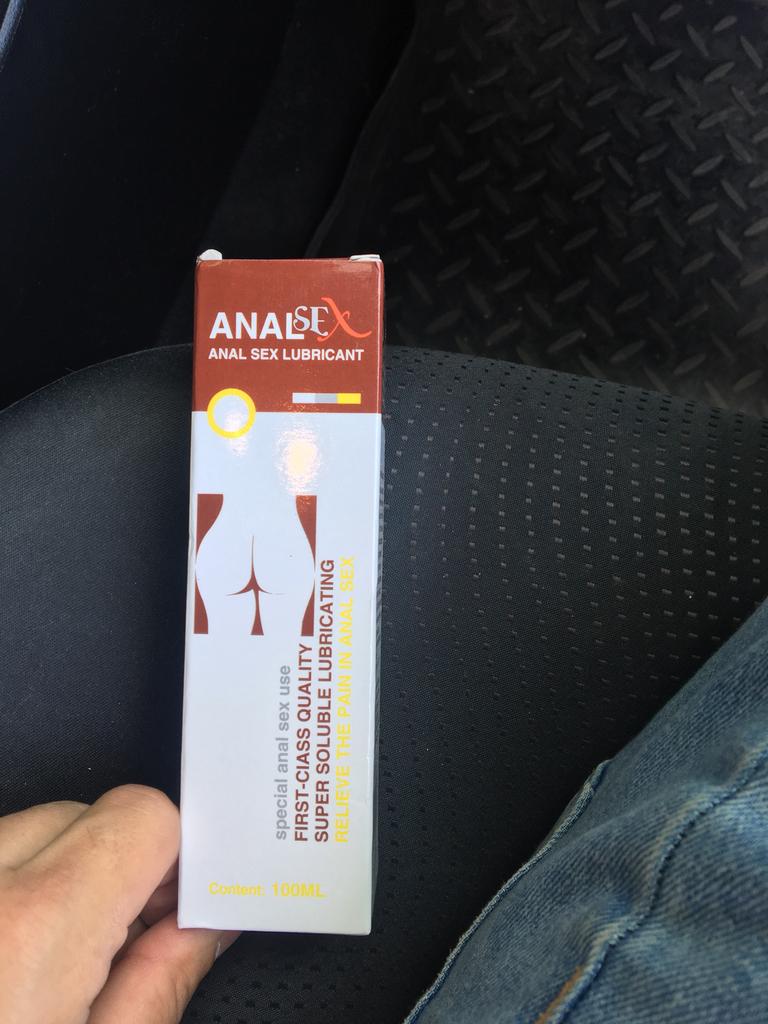 ANALSEX
ANAL SEX LUBRICANT
special anal sex use
FIRST-CIASS QUALITY
SUPER SOLUBLE LUBRICATING
RELIEVE THE PAIN IN ANAL SEX
Content: 100ML